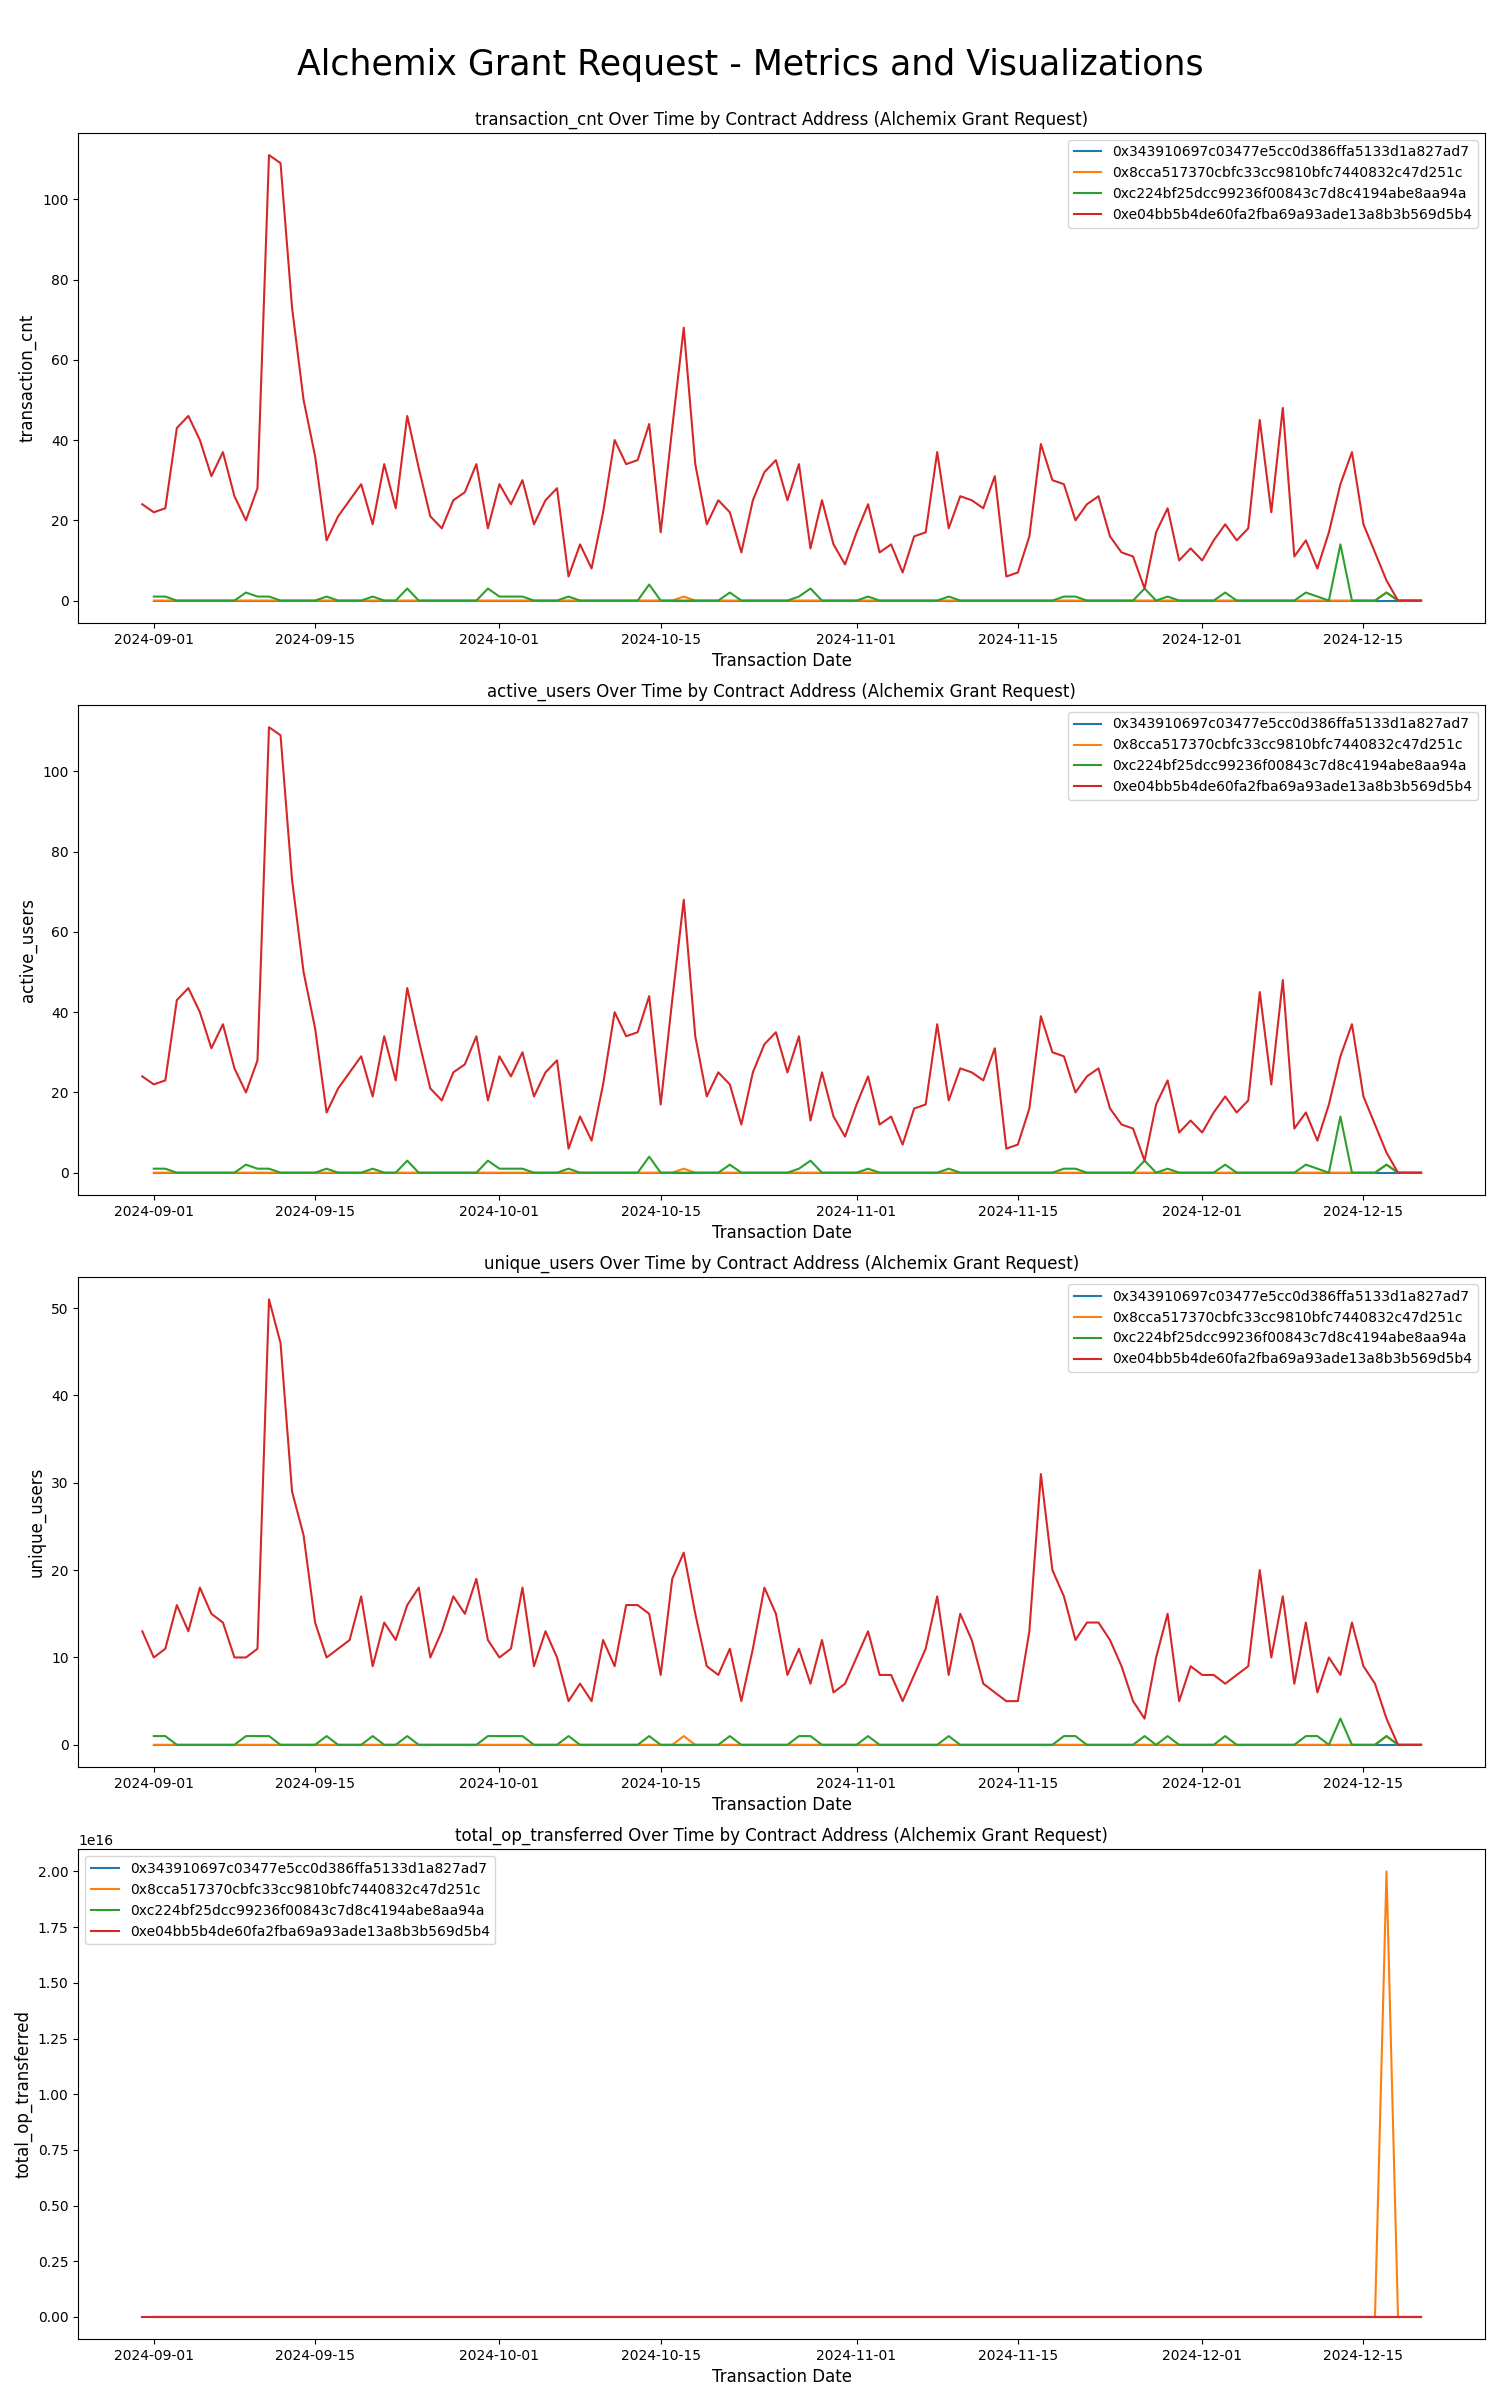 Alchemix Grant Request - Metrics and Visualizations
transaction_cnt Over Time by Contract Address (Alchemix Grant Request)
0x343910697c03477e5cc0d386ffa5133d1a827ad7
0x8cca517370cbfc33cc9810bfc7440832c47d251c
0xc224bf25dcc99236f00843c7d8c4194abe8aa94a
0xe04bb5b4de60fa2fba69a93ade13a8b3b569d5b4
transaction_cnt
100
80
60
40
20
0
2024-09-01 2024-09-15 2024-10-01 2024-10-15 2024-11-01 2024-11-15 2024-12-01 2024-12-15
Transaction Date
active_users Over Time by Contract Address (Alchemix Grant Request)
0x343910697c03477e5cc0d386ffa5133d1a827ad7
0x8cca517370cbfc33cc9810bfc7440832c47d251c
0xc224bf25dcc99236f00843c7d8c4194abe8aa94a
0xe04bb5b4de60fa2fba69a93ade13a8b3b569d5b4
active_users
100
80
60
40
20
0
2024-09-01 2024-09-15 2024-10-01 2024-10-15 2024-11-01 2024-11-15 2024-12-01 2024-12-15
Transaction Date
unique_users Over Time by Contract Address (Alchemix Grant Request)
0x343910697c03477e5cc0d386ffa5133d1a827ad7
0x8cca517370cbfc33cc9810bfc7440832c47d251c
0xc224bf25dcc99236f00843c7d8c4194abe8aa94a
0xe04bb5b4de60fa2fba69a93ade13a8b3b569d5b4
unique_users
50
40
30
20
10
0
2024-09-01 2024-09-15 2024-10-01 2024-10-15 2024-11-01 2024-11-15 2024-12-01 2024-12-15
Transaction Date
total_op_transferred Over Time by Contract Address (Alchemix Grant Request)
1e16
0x343910697c03477e5cc0d386ffa5133d1a827ad7
0x8cca517370cbfc33cc9810bfc7440832c47d251c
0xc224bf25dcc99236f00843c7d8c4194abe8aa94a
0xe04bb5b4de60fa2fba69a93ade13a8b3b569d5b4
total_op_transferred
2.00
1.75
1.50
1.25
1.00
0.75
0.50
0.25
0.00
2024-09-01 2024-09-15 2024-10-01 2024-10-15 2024-11-01 2024-11-15 2024-12-01 2024-12-15
Transaction Date